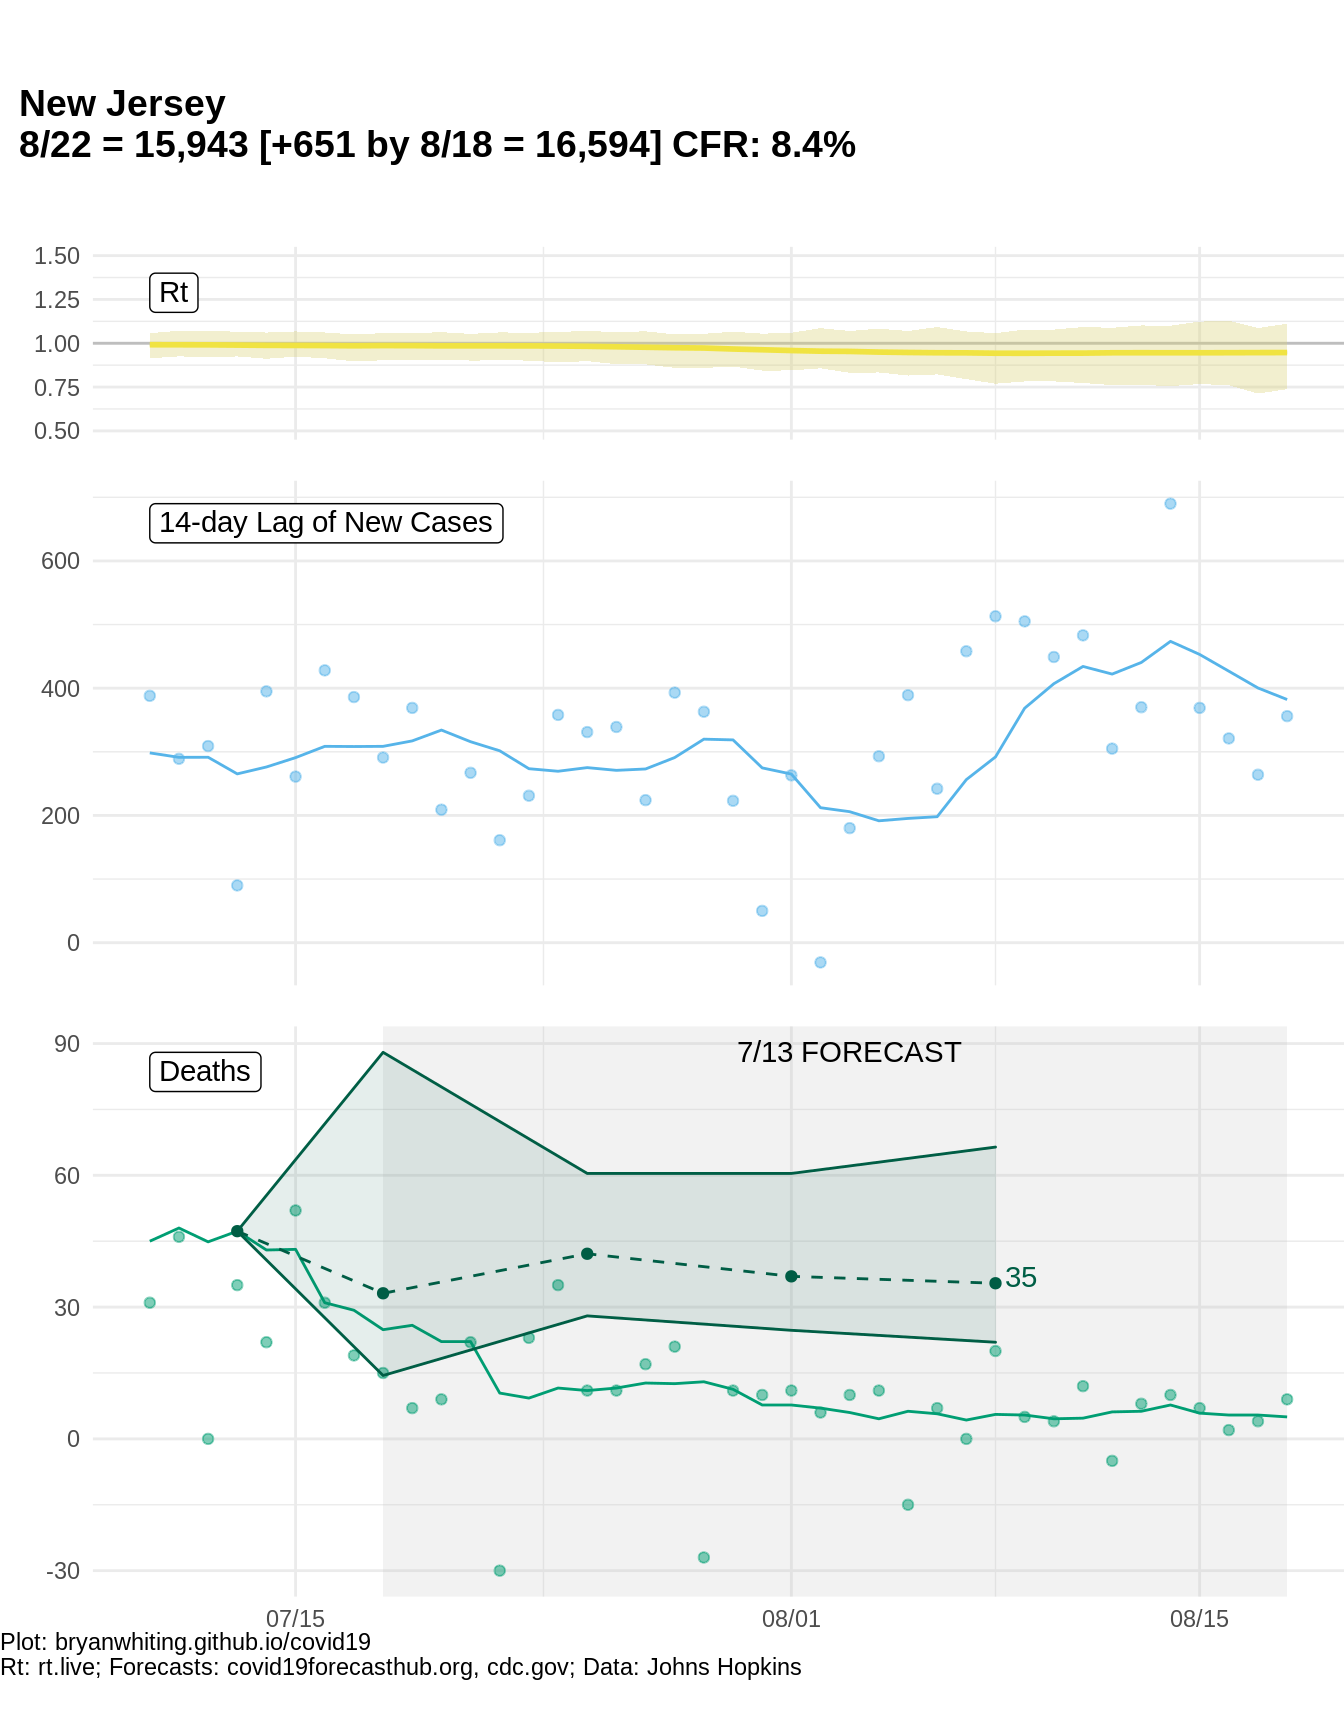 New Jersey
8/22 = 15,943 [+651 by 8/18 = 16,594] CFR: 8.4%
1.50
Rt
1.25
1.00
0.75
0.50
14-day Lag of New Cases
600
400
200
0
90
7/13 FORECAST
Deaths
60
35
30
0
-30
07/15
08/01
08/15
Plot: bryanwhiting.github.io/covid19
Rt: rt.live; Forecasts: covid19forecasthub.org, cdc.gov; Data: Johns Hopkins